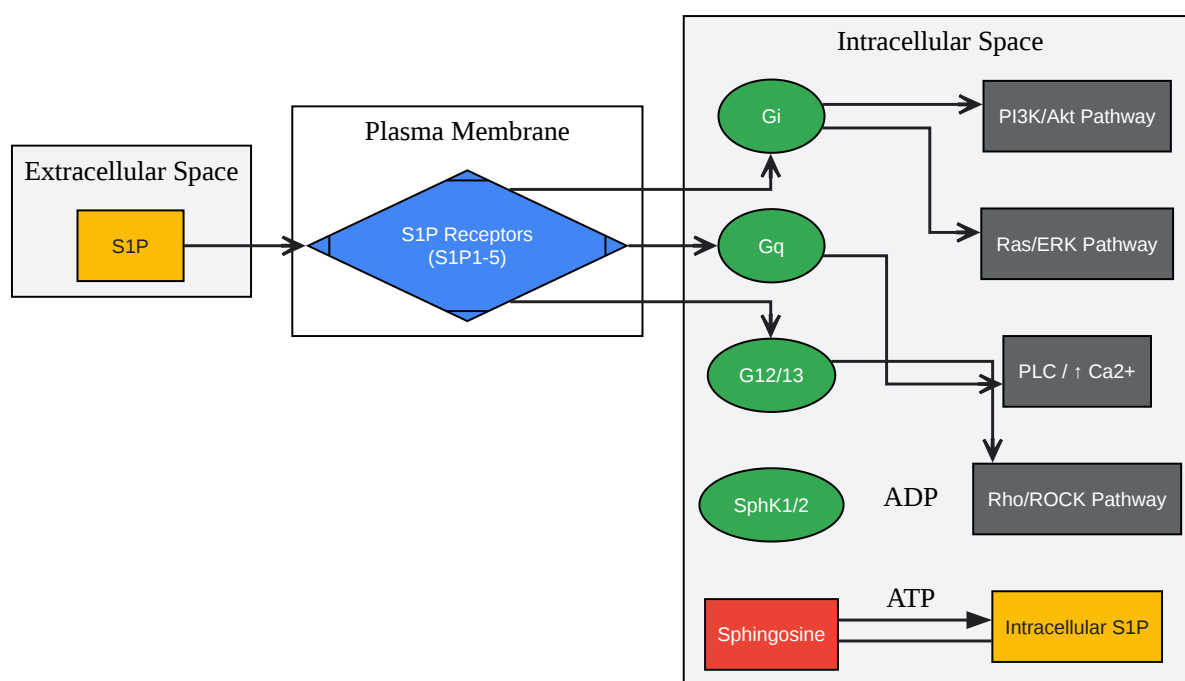 Intracellular Space
Plasma Membrane
Extracellular Space
S1P
S1P Receptors
(S1P1-5)
Gi
PI3K/Akt Pathway
Gq
Ras/ERK Pathway
G12/13
PLC / ↑ Ca2+
SphK1/2
ADP
Rho/ROCK Pathway
ATP
Sphingosine
Intracellular S1P